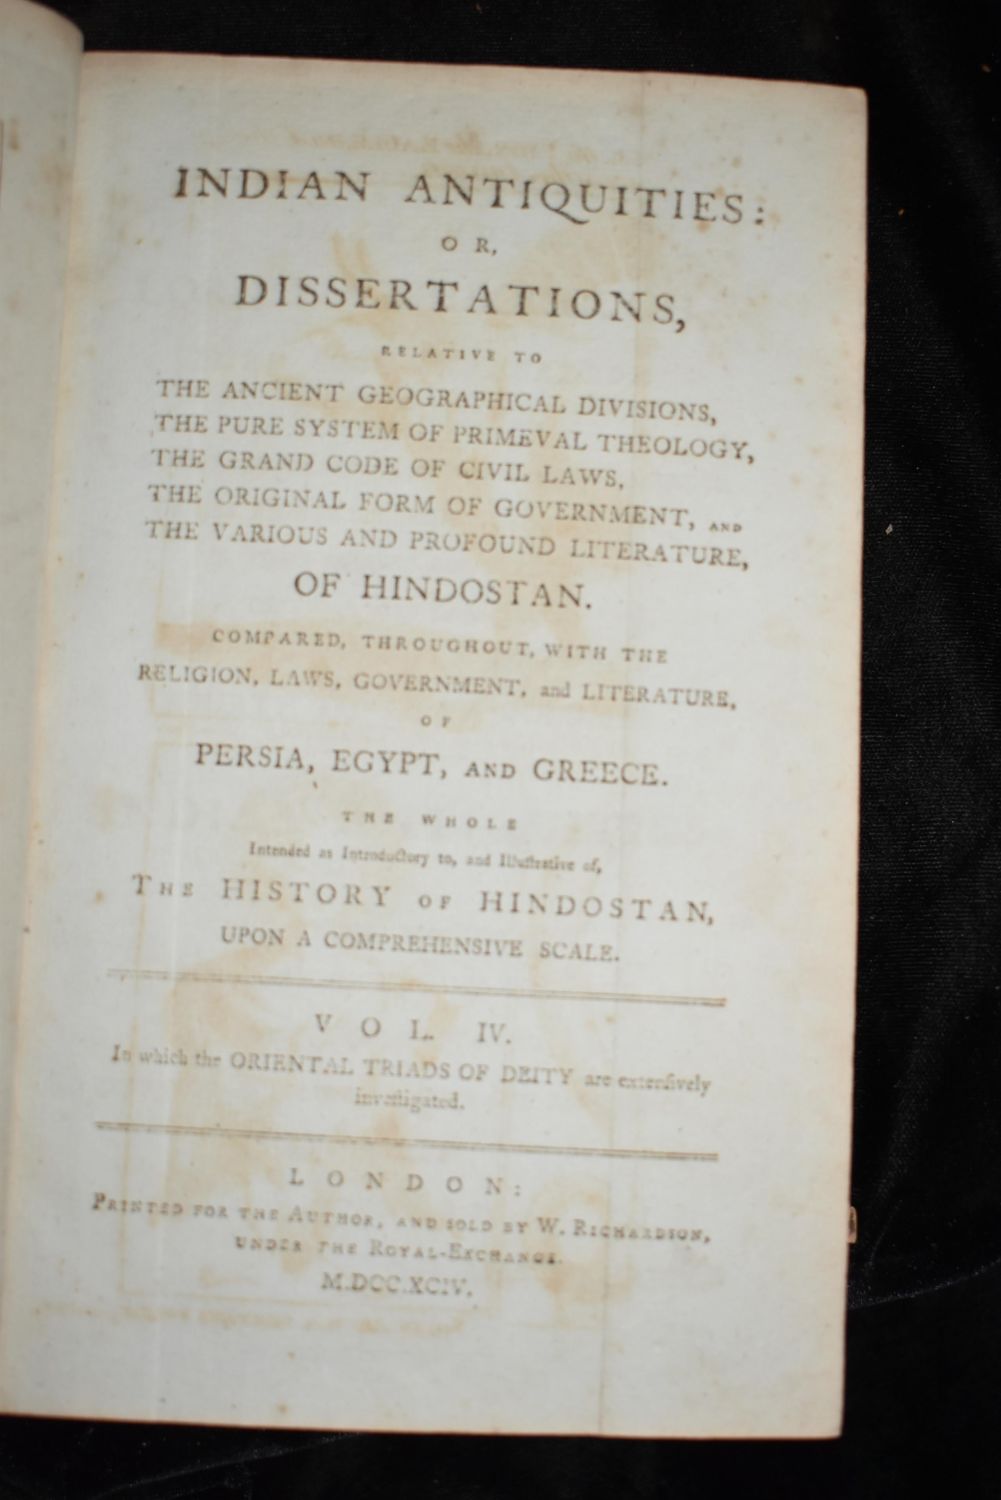 INDIAN ANTIQUITIES:
OR,
DISSERTATIONS,
RELATIVE TO
THE ANCIENT GEOGRAPHICAL DIVISIONS,
THE PURE SYSTEM OF PRIMEVAL THEOLOGY,
THE GRAND CODE OF CIVIL LAWS,
THE ORIGINAL FORM OF GOVERNMENT, AND
THE VARIOUS AND PROFOUND LITERATURE,
OF HINDOSTAN.
COMPARED, THROUGHOUT, WITH THE
RELIGION, LAWS, GOVERNMENT, and LITERATURE,
OF
PERSIA, EGYPT, AND GREECE.
THE WHOLE
Intended as Introductory to, and Illustrative of,
THE HISTORY OF HINDOSTAN,
UPON A COMPREHENSIVE SCALE.
VOL. IV.
In which the ORIENTAL TRIADS OF DEITY are extensively
investigated.
LONDON:
PRINTED FOR THE AUTHOR, AND SOLD BY W. RICHARDSON,
UNDER THE ROYAL-EXCHANGE.
M.DCC.XCIV.